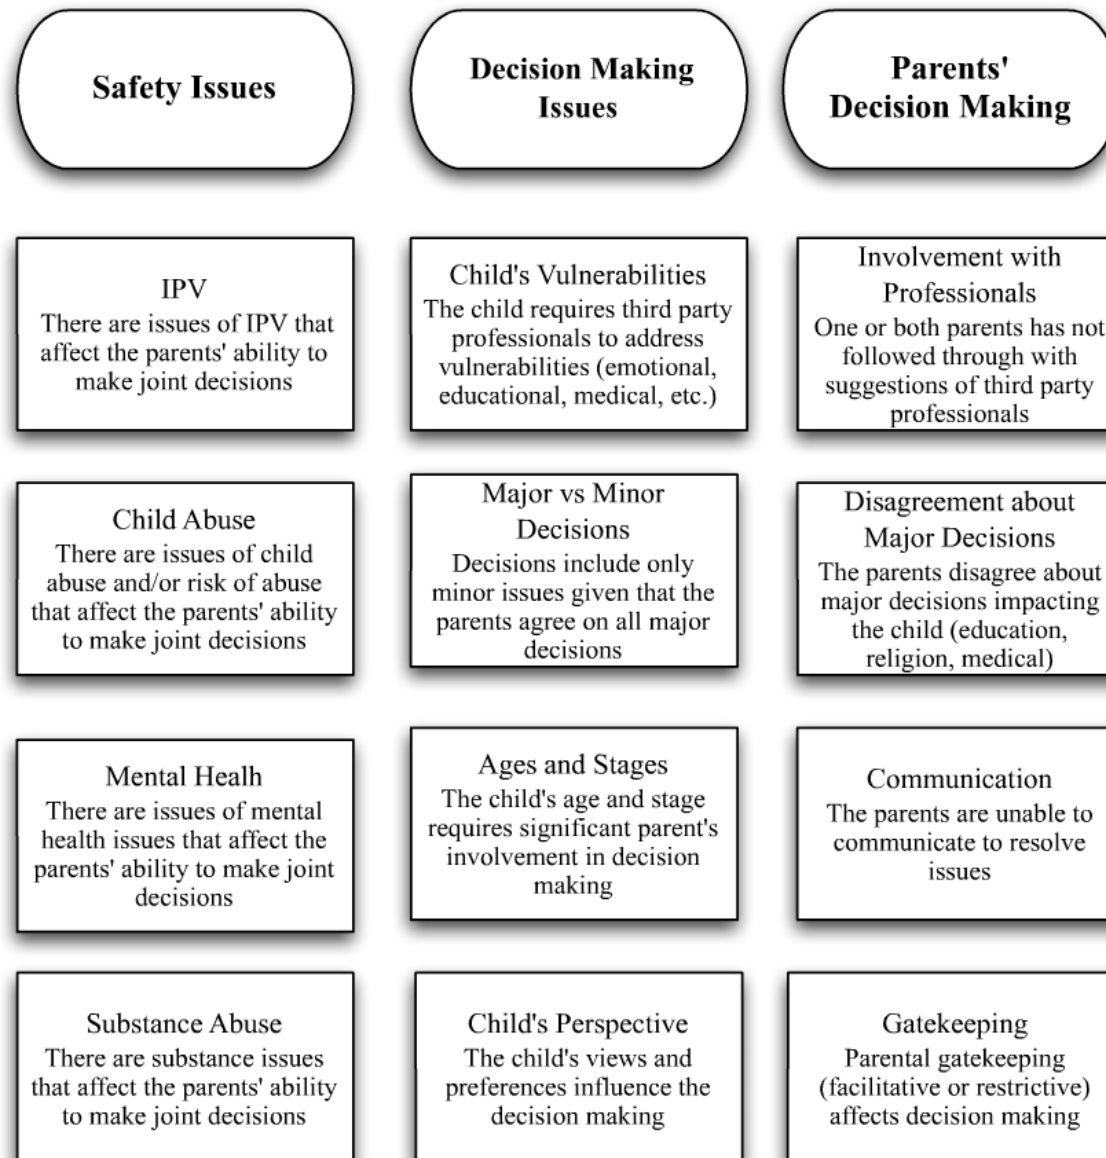 Safety Issues
Decision Making
Issues
Parents'
Decision Making
IPV
There are issues of IPV that
affect the parents' ability to
make joint decisions
Child's Vulnerabilities
The child requires third party
professionals to address
vulnerabilities (emotional,
educational, medical, etc.)
Involvement with
Professionals
One or both parents has not
followed through with
suggestions of third party
professionals
Child Abuse
There are issues of child
abuse and/or risk of abuse
that affect the parents' ability
to make joint decisions
Major vs Minor
Decisions
Decisions include only
minor issues given that the
parents agree on all major
decisions
Disagreement about
Major Decisions
The parents disagree about
major decisions impacting
the child (education,
religion, medical)
Mental Healh
There are issues of mental
health issues that affect the
parents' ability to make joint
decisions
Ages and Stages
The child's age and stage
requires significant parent's
involvement in decision
making
Communication
The parents are unable to
communicate to resolve
issues
Substance Abuse
There are substance issues
that affect the parents' ability
to make joint decisions
Child's Perspective
The child's views and
preferences influence the
decision making
Gatekeeping
Parental gatekeeping
(facilitative or restrictive)
affects decision making